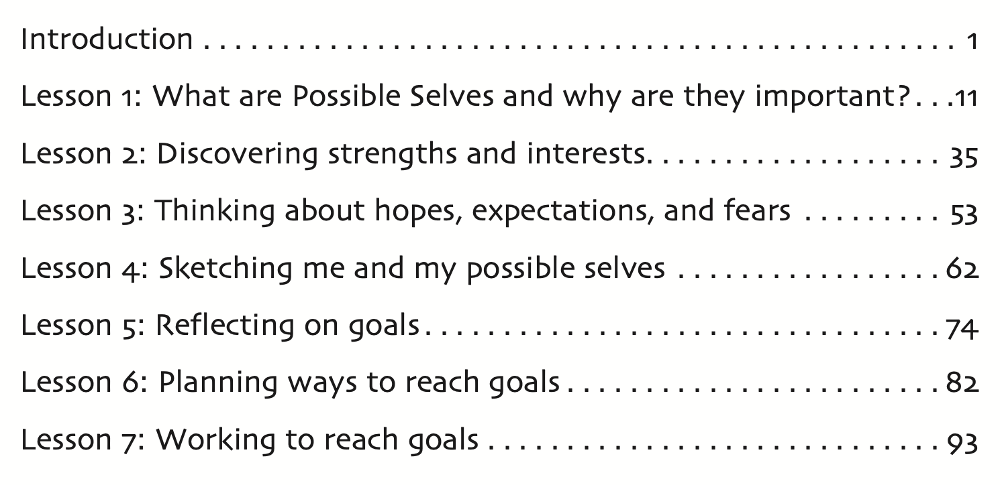 Introduction . . . . . . . . . . . . . . . . . . . . . . . . . . . . . . . . . . . . . . . . . . . . . . . . 1
Lesson 1: What are Possible Selves and why are they important? . . .11
Lesson 2: Discovering strengths and interests. . . . . . . . . . . . . . . . . . . 35
Lesson 3: Thinking about hopes, expectations, and fears . . . . . . . . . 53
Lesson 4: Sketching me and my possible selves . . . . . . . . . . . . . . . . . 62
Lesson 5: Reflecting on goals . . . . . . . . . . . . . . . . . . . . . . . . . . . . . . . . . 74
Lesson 6: Planning ways to reach goals . . . . . . . . . . . . . . . . . . . . . . . . 82
Lesson 7: Working to reach goals . . . . . . . . . . . . . . . . . . . . . . . . . . . . . 93